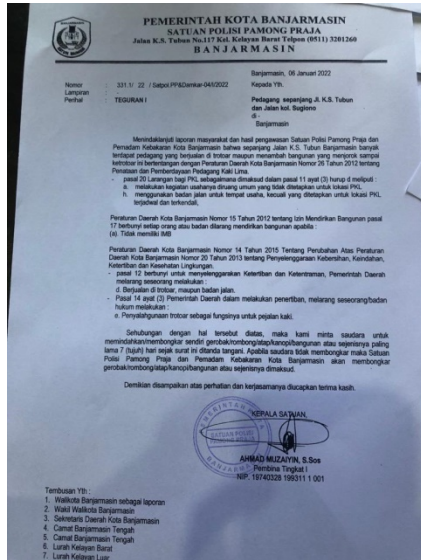 PEMERINTAH KOTA BANJARMASIN
SATUAN POLISI PAMONG PRAJA
Jalan K.S. Tubun No.117 Kel. Kelayan Barat Telpon (0511) 3201260
BANJARMASIN
Banjarmasin, 06 Januari 2022
Nomor : 331.1/ 22 / Satpol.PP&Damkar-04/I/2022
Lampiran : -
Perihal : TEGURAN I
Kepada Yth.
Pedagang sepanjang Jl. K.S. Tubon
dan Jalan kol. Sugiono
di -
Banjarmasin
Menindaklanjuti laporan masyarakat dan hasil pengawasan Satuan Polisi Pamong Praja dan
Pemadam Kebakaran Kota Banjarmasin bahwa sepanjang Jalan K.S. Tubun Banjarmasin banyak
terdapat pedagang yang berjualan di trotoar maupun menambah bangunan yang menjorok sampai
ketrotoar ini bertentangan dengan Peraturan Daerah Kota Banjarmasin Nomor 26 Tahun 2012 tentang
Penataan dan Pemberdayaan Pedagang Kaki Lima.
- pasal 20 Larangan bagi PKL sebagaimana dimaksud dalam pasal 11 ayat (3) huruf d meliputi :
a. melakukan kegiatan usahanya diruang umum yang tidak ditetapkan untuk lokasi PKL.
h. menggunakan badan jalan untuk tempat usaha, kecuali yang ditetapkan untuk lokasi PKL
terjadwal dan terkendali,
Peraturan Daerah Kota Banjarmasin Nomor 15 Tahun 2012 tentang Izin Mendirikan Bangunan pasal
17 berbunyi setiap orang atau badan dilarang mendirikan bangunan apabila :
(a). Tidak memiliki IMB
Peraturan Daerah Kota Banjarmasin Nomor 14 Tahun 2015 Tentang Perubahan Atas Peraturan
Daerah Kota Banjarmasin Nomor 20 Tahun 2013 tentang Penyelenggaraan Kebersihan, Keindahan,
Ketertiban dan Kesehatan Lingkungan.
- pasal 12 berbunyi untuk menyelenggarakan Ketertiban dan Ketentraman, Pemerintah Daerah
melarang seseorang melakukan :
d. Berjualan di trotoar, maupun badan jalan.
- Pasal 14 ayat (3) Pemerintah Daerah dalam melakukan penertiban, melarang seseorang/badan
hukum melakukan :
e. Penyalahgunaan trotoar sebagai fungsinya untuk pejalan kaki.
Sehubungan dengan hal tersebut diatas, maka kami minta saudara untuk
memindahkan/membongkar sendiri gerobak/rombong/atap/kanopi/bangunan atau sejenisnya paling
lama 7 (tujuh) hari sejak surat ini ditanda tangani. Apabila saudara tidak membongkar maka Satuan
Polisi Pamong Praja dan Pemadam Kebakaran Kota Banjarmasin akan membongkar
gerobak/rombong/atap/kanopi/bangunan atau sejenisnya dimaksud.
Demikian disampaikan atas perhatian dan kerjasamanya diucapkan terima kasih.
KEPALA SATUAN,
SATUAN POLISI
PAMONG PRAJA
AHMAD MUZAIYIN, S.Sos
Pembina Tingkat I
NIP. 19740328 199311 1 001
Tembusan Yth :
1. Walikota Banjarmasin sebagai laporan
2. Wakil Walikota Banjarmasin
3. Sekretaris Daerah Kota Banjarmasin
4. Camat Banjarmasin Tengah
5. Camat Banjarmasin Tengah
6. Lurah Kelayan Barat
7. Lurah Kelayan Luar